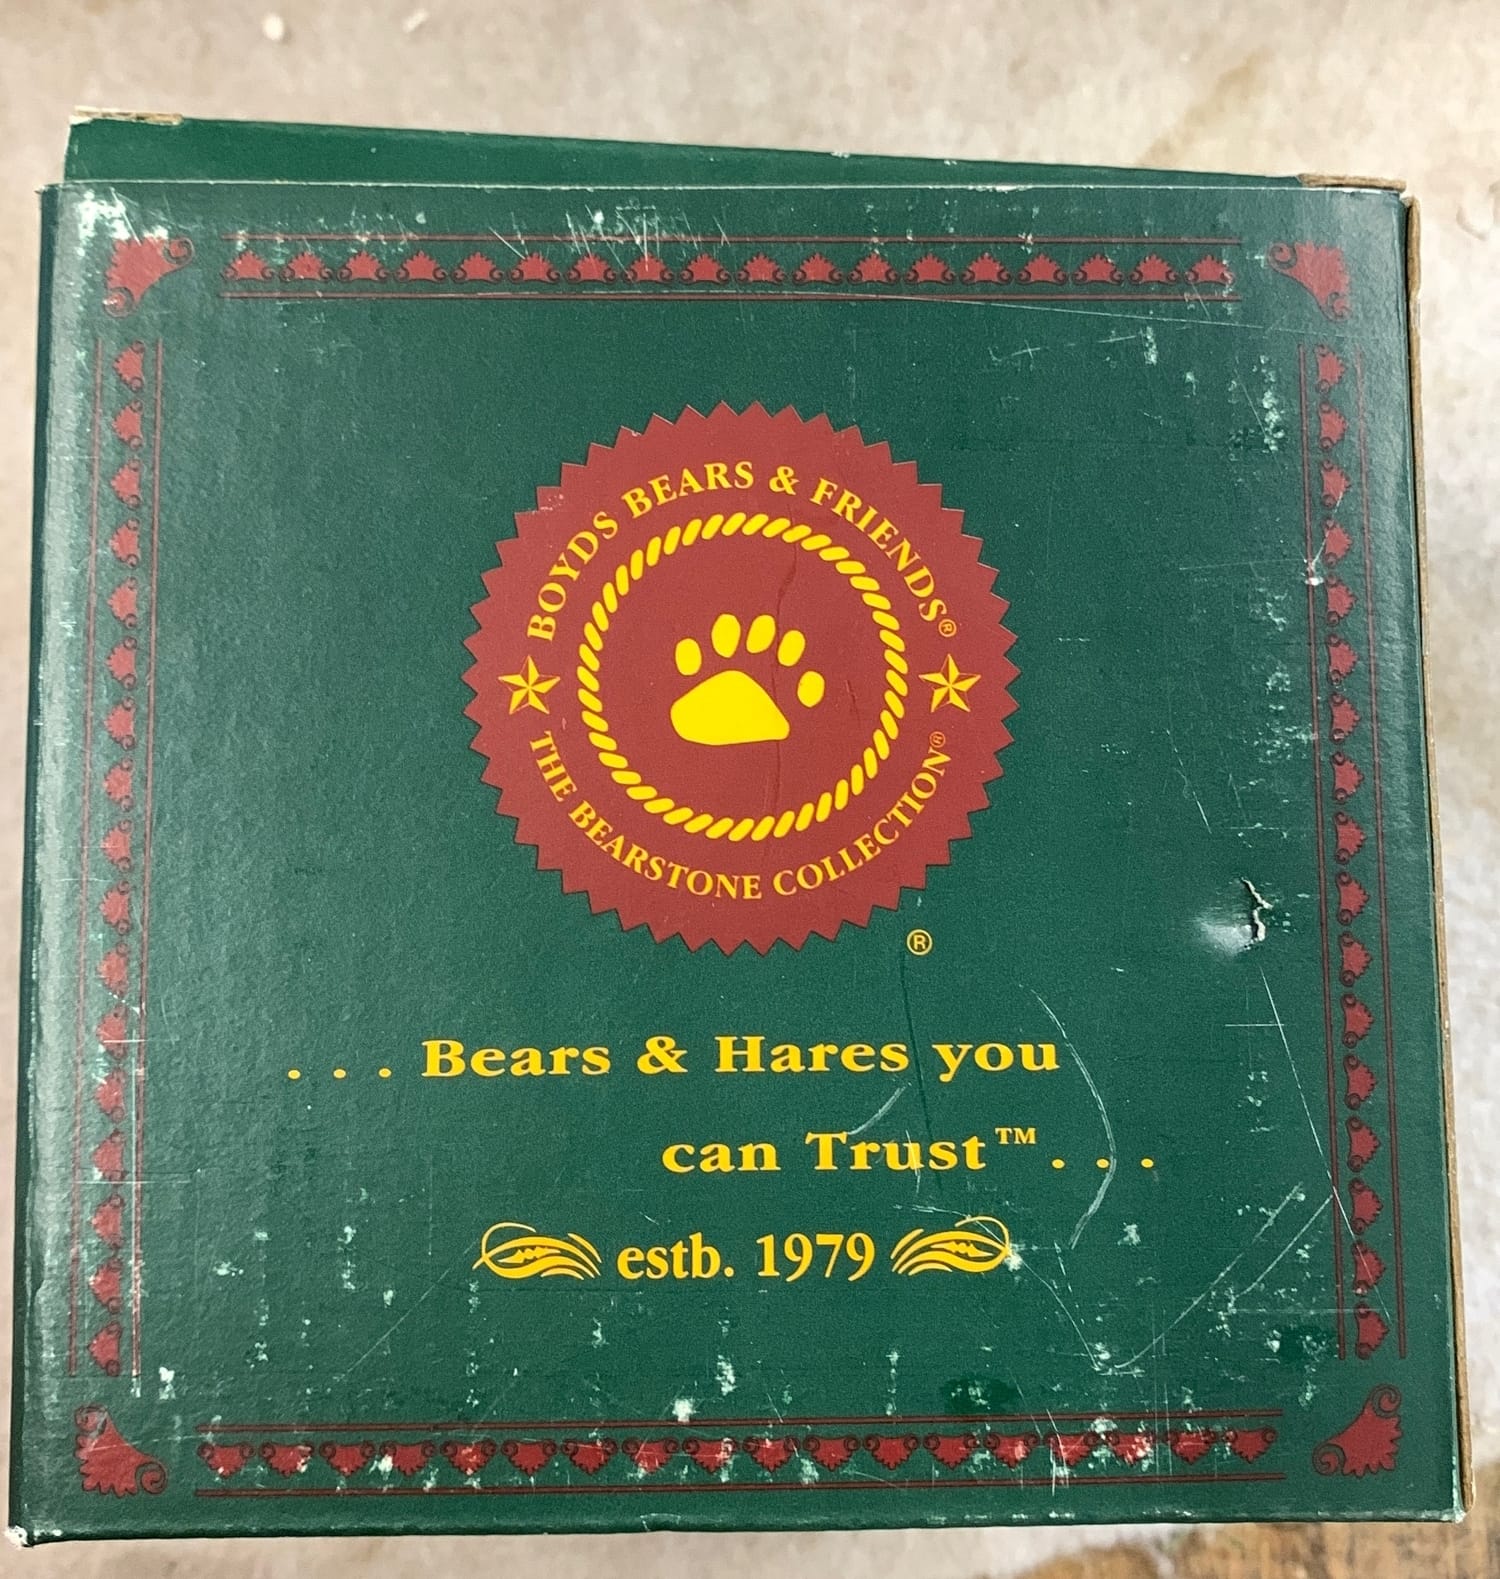 BOYDS BEARS & FRIENDS®
THE BEARSTONE COLLECTION®
®
. . . Bears & Hares you
can Trust™. . .
estb. 1979